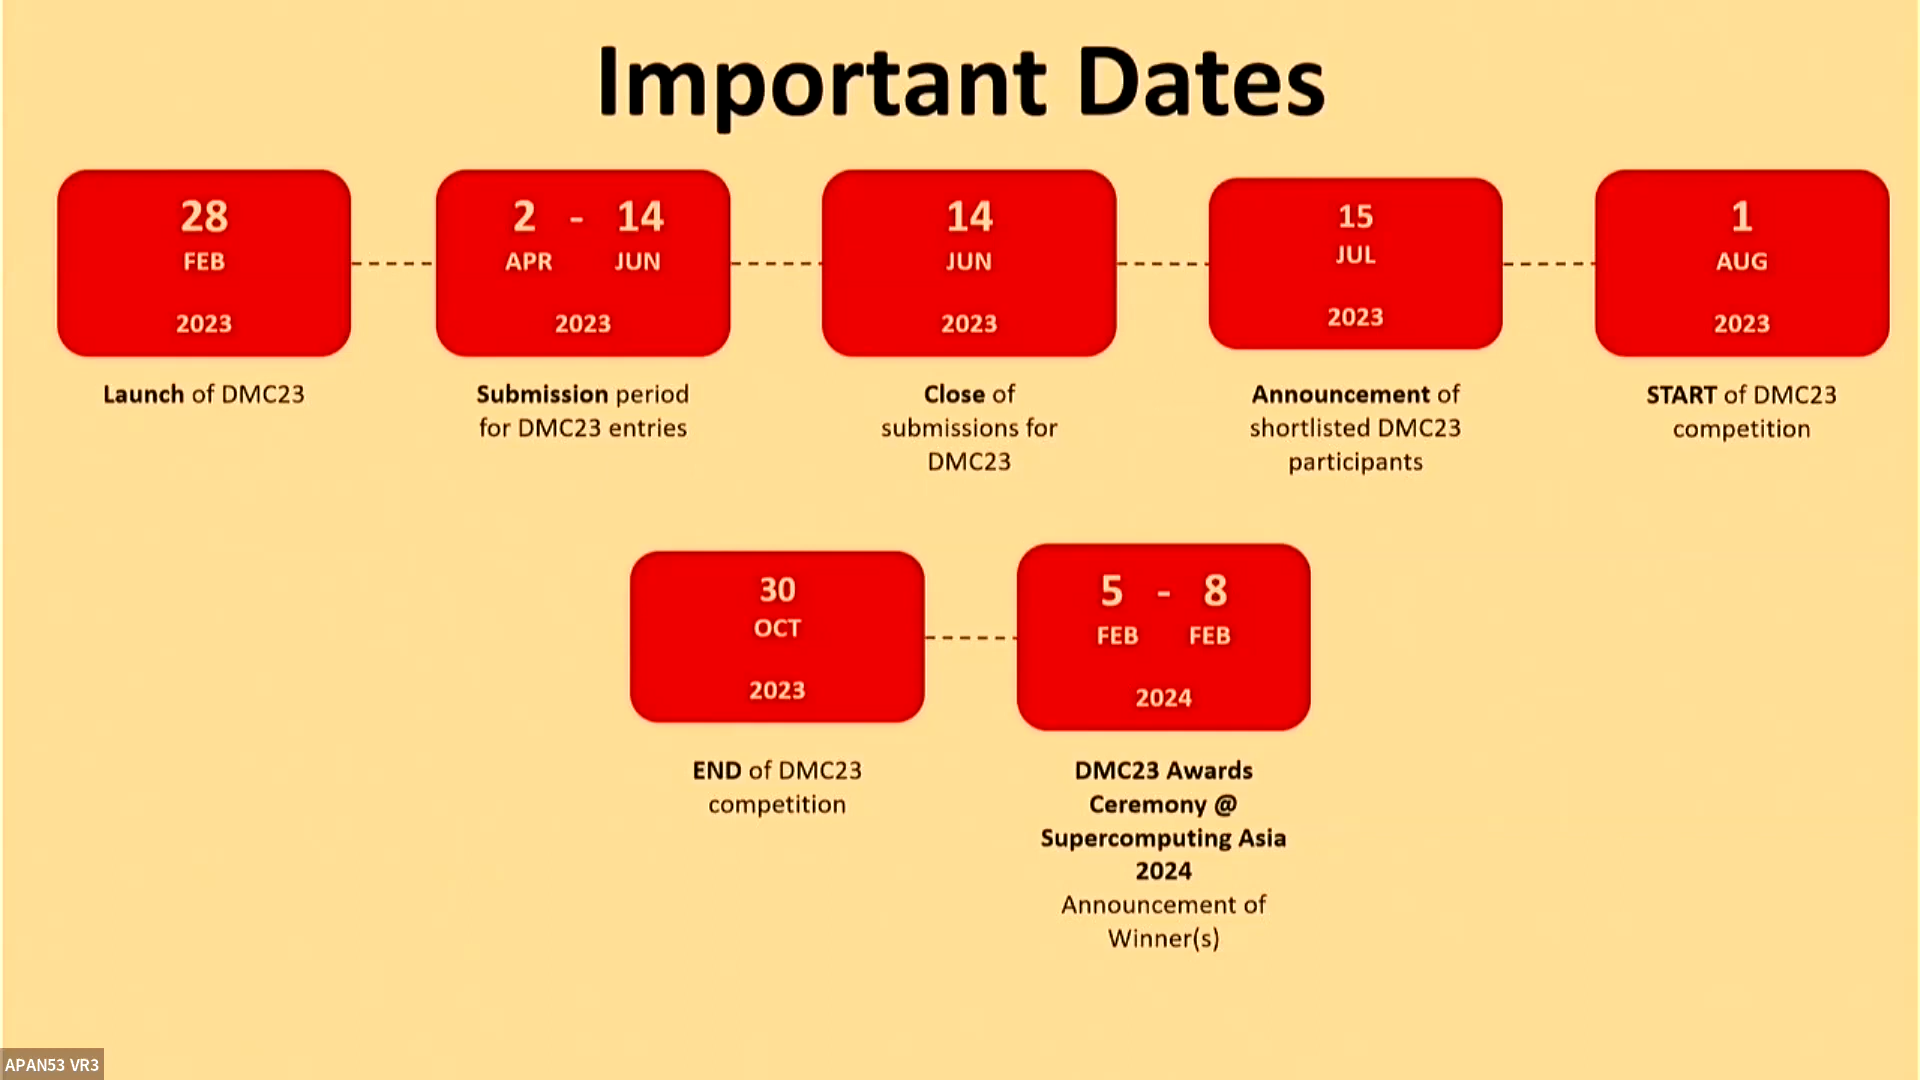 Important Dates
28
FEB
2023
Launch of DMC23
2 - 14
APR JUN
2023
Submission period
for DMC23 entries
14
JUN
2023
Close of
submissions for
DMC23
15
JUL
2023
Announcement of
shortlisted DMC23
participants
1
AUG
2023
START of DMC23
competition
30
OCT
2023
END of DMC23
competition
5 - 8
FEB FEB
2024
DMC23 Awards
Ceremony @
Supercomputing Asia
2024
Announcement of
Winner(s)
APAN53 VR3